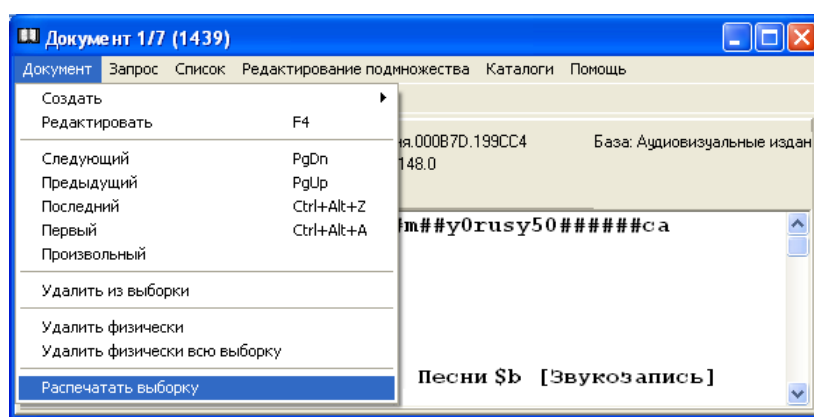 Документ 1/7 (1439)
Документ Запрос Список Редактирование подмножества Каталоги Помощь
Создать
Редактировать F4
Следующий PgDn
Предыдущий PgUp
Последний Ctrl+Alt+Z
Первый Ctrl+Alt+A
Произвольный
Удалить из выборки
Удалить физически
Удалить физически всю выборку
Распечатать выборку
ия.000B7D.199CC4 База: Аудиовизуальные издан
148.0
#m##y0rusy50######ca
Песни $b [Звукозапись]